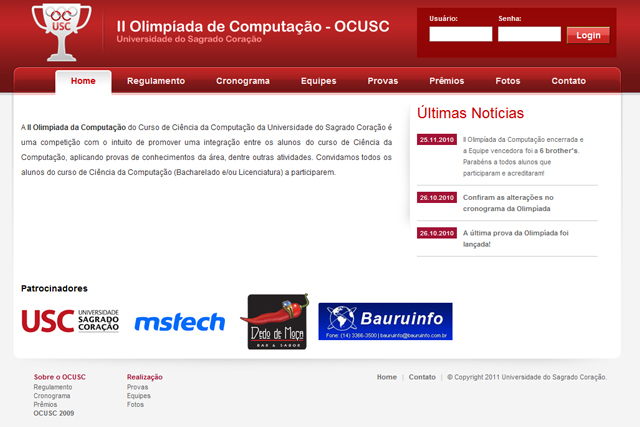 OC
USC
II Olimpíada de Computação - OCUSC
Universidade do Sagrado Coração
Usuário:
Senha:
Login
Home
Regulamento
Cronograma
Equipes
Provas
Prêmios
Fotos
Contato
A II Olimpíada da Computação do Curso de Ciência da Computação da Universidade do Sagrado Coração é
uma competição com o intuito de promover uma integração entre os alunos do curso de Ciência da
Computação, aplicando provas de conhecimentos da área, dentre outras atividades. Convidamos todos os
alunos do curso de Ciência da Computação (Bacharelado e/ou Licenciatura) a participarem.
Últimas Notícias
25.11.2010
II Olimpíada da Computação encerrada e
a Equipe vencedora foi a 6 brother's.
Parabéns a todos alunos que
participaram e acreditaram!
26.10.2010
Confiram as alterações no
cronograma da Olimpíada
26.10.2010
A última prova da Olimpíada foi
lançada!
Patrocinadores
USC
UNIVERSIDADE
SAGRADO
CORAÇÃO
mstech
Dedo de Moça
BAR & SABOR
Bauruinfo
Fone: (14) 3366-3500 | bauruinfo@bauruinfo.com.br
Sobre o OCUSC
Regulamento
Cronograma
Prêmios
OCUSC 2009
Realização
Provas
Equipes
Fotos
Home | Contato | © Copyright 2011 Universidade do Sagrado Coração.